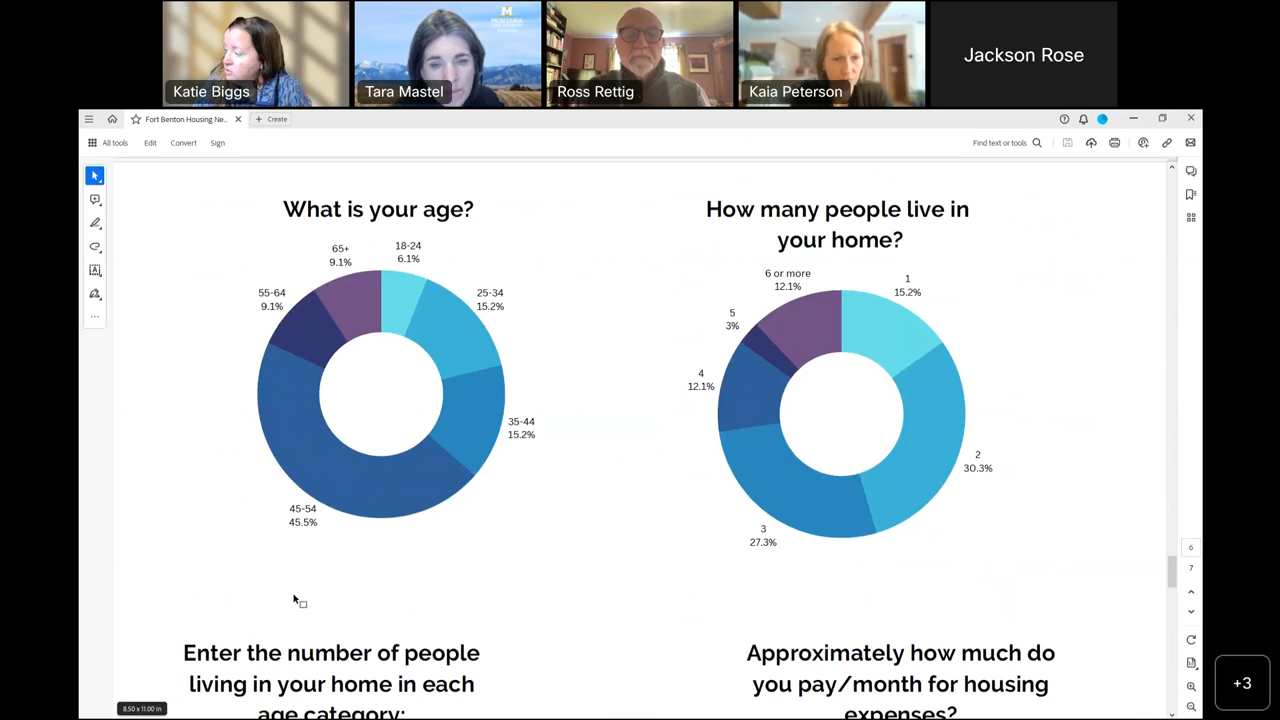 MONTANA
Katie Biggs
Tara Mastel
Ross Rettig
Kaia Peterson
Jackson Rose
Fort Benton Housing Ne...
Create
All tools
Edit
Convert
Sign
Find text or tools
What is your age?
65+
9.1%
18-24
6.1%
55-64
9.1%
25-34
15.2%
35-44
15.2%
45-54
45.5%
How many people live in
your home?
6 or more
12.1%
1
15.2%
5
3%
4
12.1%
2
30.3%
3
27.3%
6
7
Enter the number of people
living in your home in each
age category:
Approximately how much do
you pay/month for housing
expenses?
8.50 x 11.00 in
+3